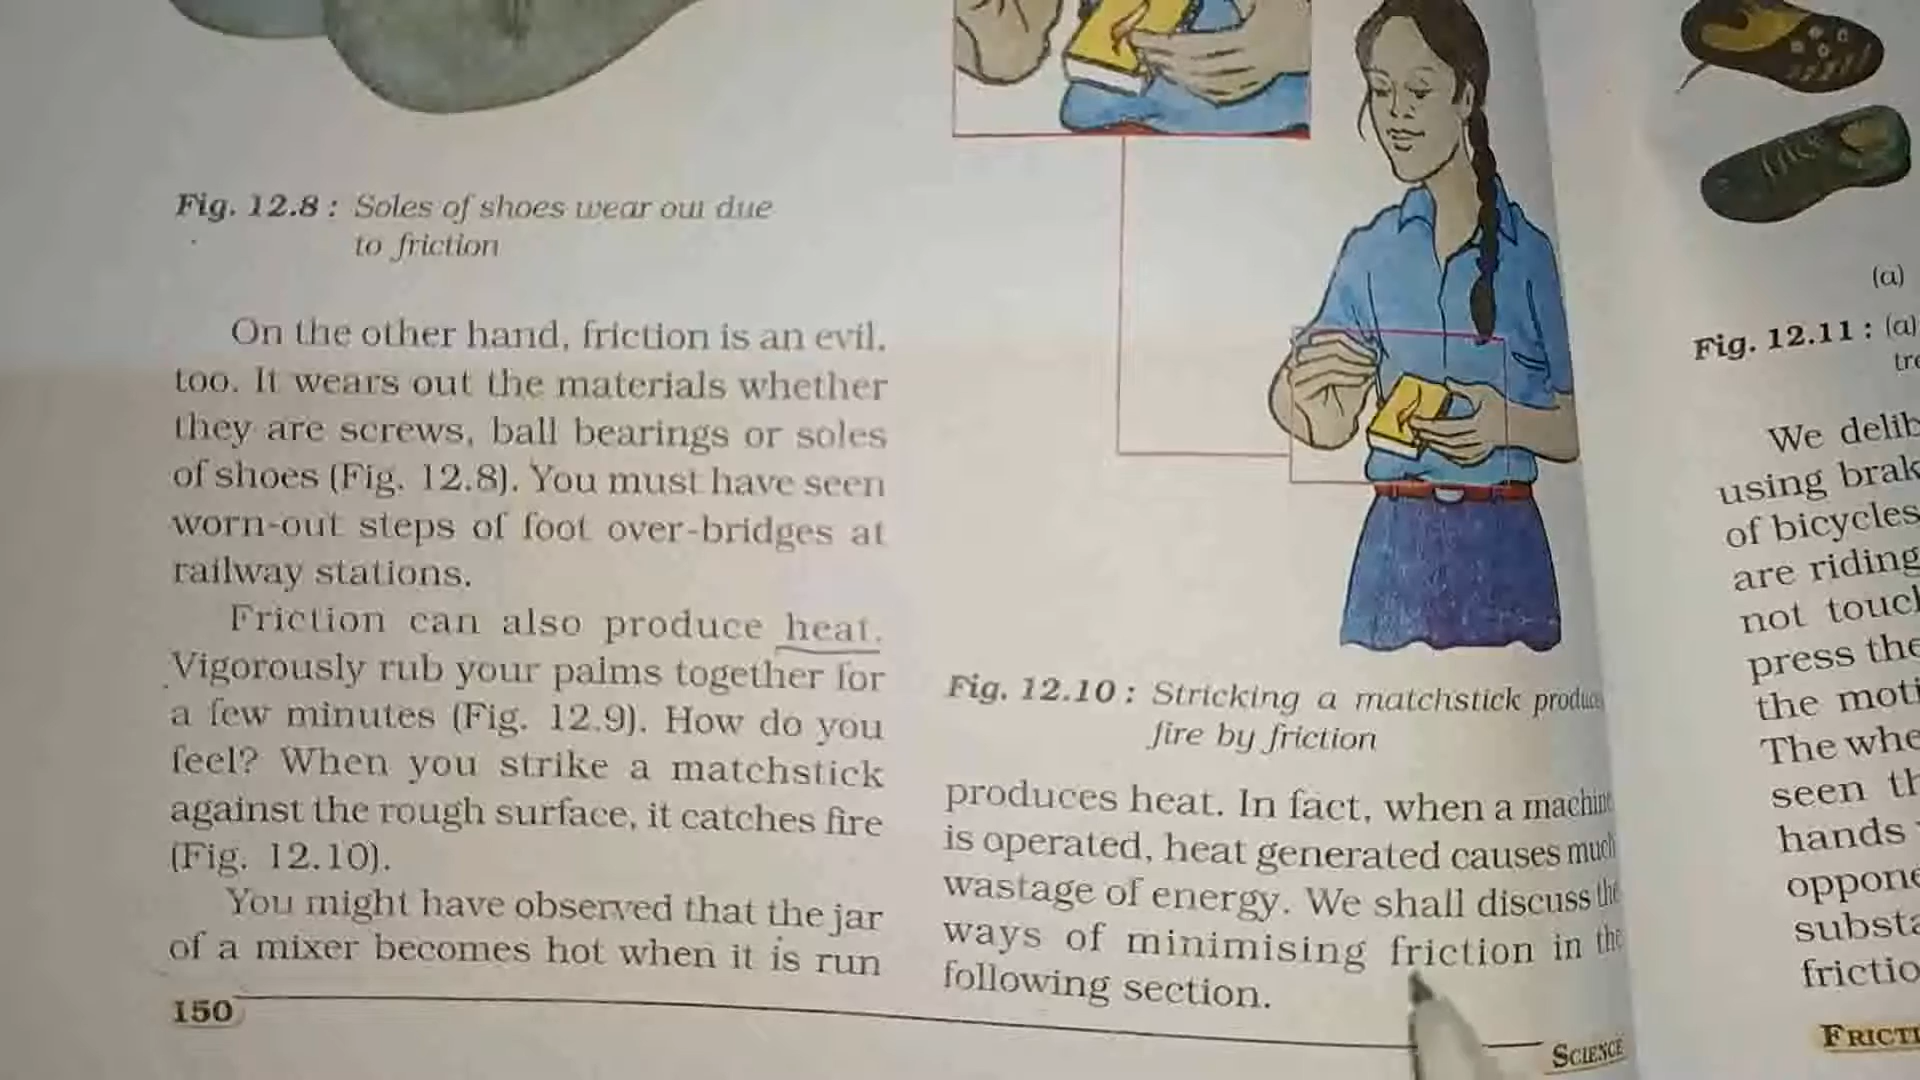 Fig. 12.8 : Soles of shoes wear out due
to friction
On the other hand, friction is an evil,
too. It wears out the materials whether
they are screws, ball bearings or soles
of shoes (Fig. 12.8). You must have seen
worn-out steps of foot over-bridges at
railway stations.
Friction can also produce heat.
Vigorously rub your palms together for
a few minutes (Fig. 12.9). How do you
feel? When you strike a matchstick
against the rough surface, it catches fire
(Fig. 12.10).
You might have observed that the jar
of a mixer becomes hot when it is run
150
Fig. 12.10 : Stricking a matchstick
fire by friction
produces heat. In fact, when a machine
is operated, heat generated causes much
wastage of energy. We shall discuss the
ways of minimising friction in the
following section.
SCIENCE
(a)
Fig. 12.11 : (a)
We
using
of bicycles
are riding
not
press the
the
The
seen
hands